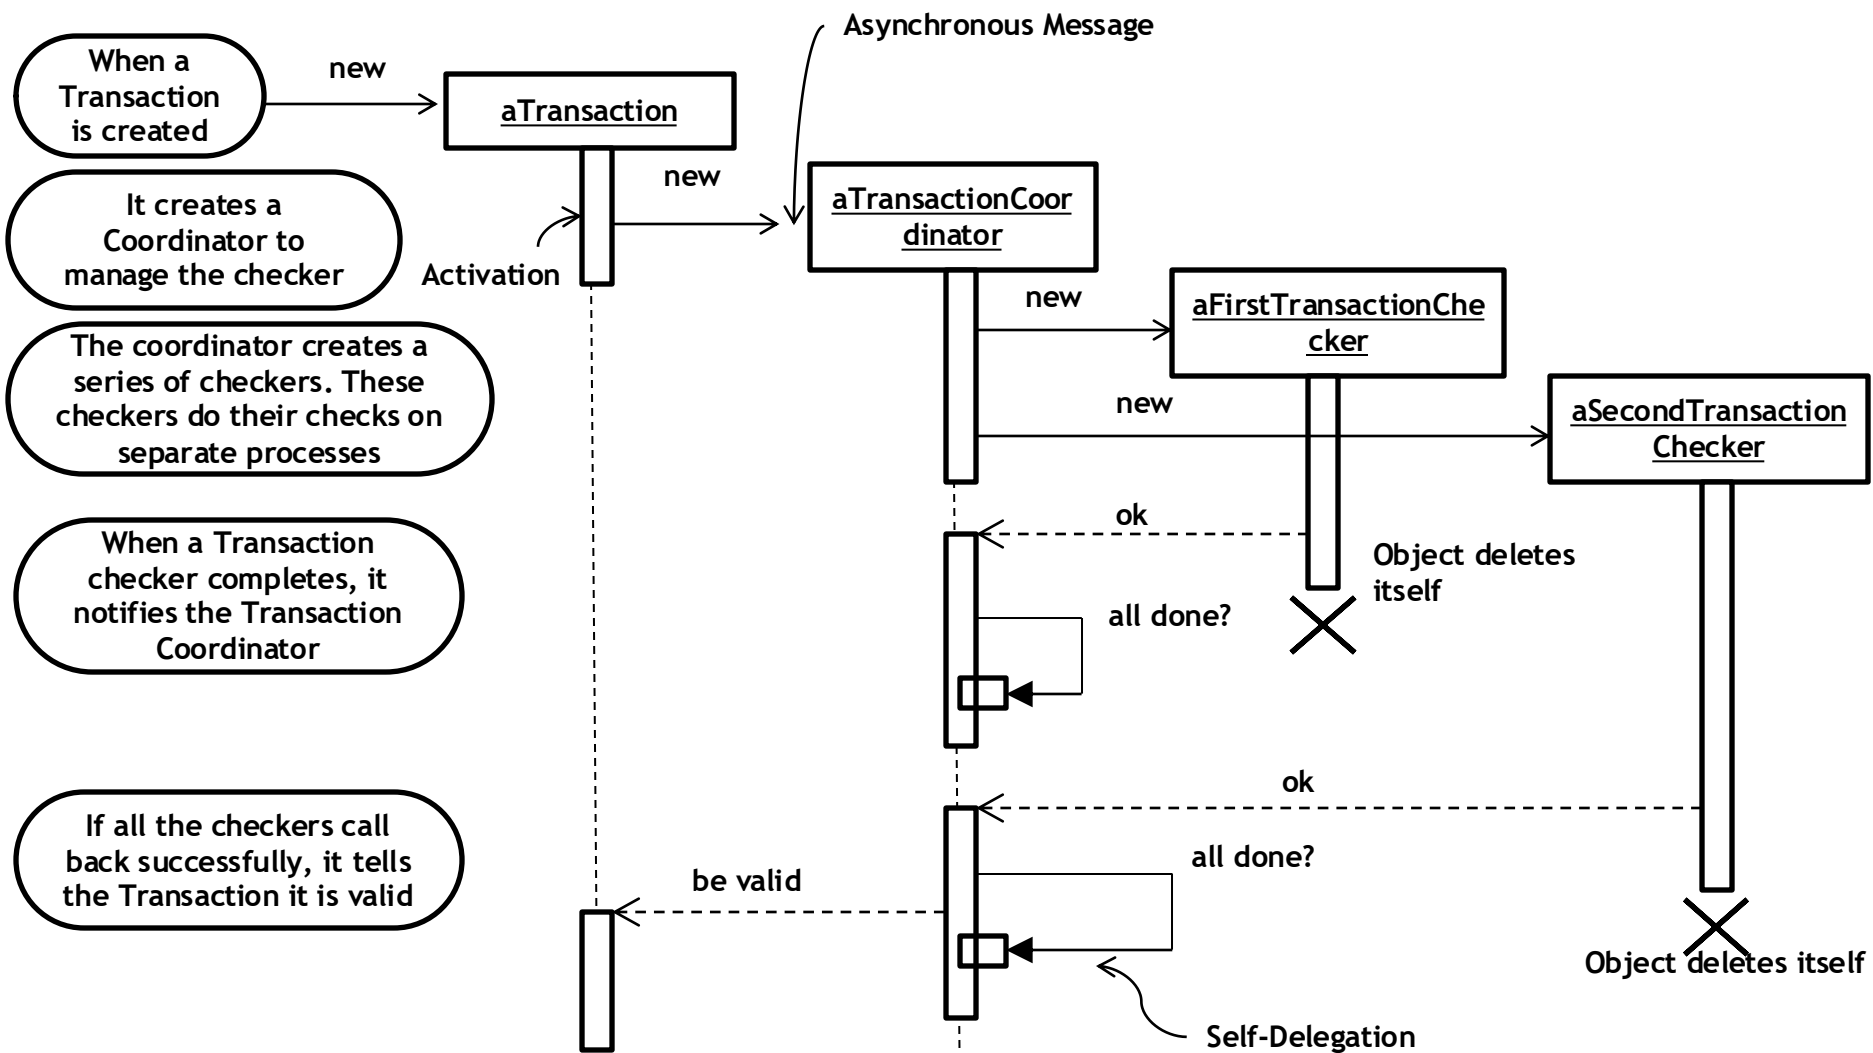 Asynchronous Message
When a
Transaction
is created
new
aTransaction
new
It creates a
Coordinator to
manage the checker
Activation
aTransactionCoor
dinator
new
aFirstTransactionChe
cker
The coordinator creates a
series of checkers. These
checkers do their checks on
separate processes
new
aSecondTransaction
Checker
ok
When a Transaction
checker completes, it
notifies the Transaction
Coordinator
Object deletes
itself
all done?
ok
If all the checkers call
back successfully, it tells
the Transaction it is valid
all done?
be valid
Object deletes itself
Self-Delegation